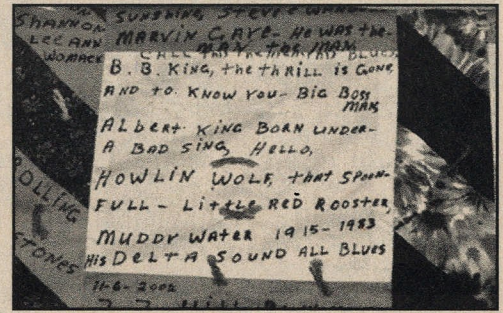 SHANNON
LEE ANN
WOMACK
SUNSHINE, STEVE
MARVIN GAYE- HE WAS the-
B. B. KING, the thRILL is GONE,
AND to KNOW YOU- BIG BOSS
MAN
ALBERT KING BORN UNDER-
A BAD SING, HELLO,
HOWLIN WOLF, thAt SPOON-
FULL - LittLE RED ROOSTER,
MUDDY WATER 1915-1983
His DELTA SOUND ALL BLUES
11-6-2002
ROLLING
STONES